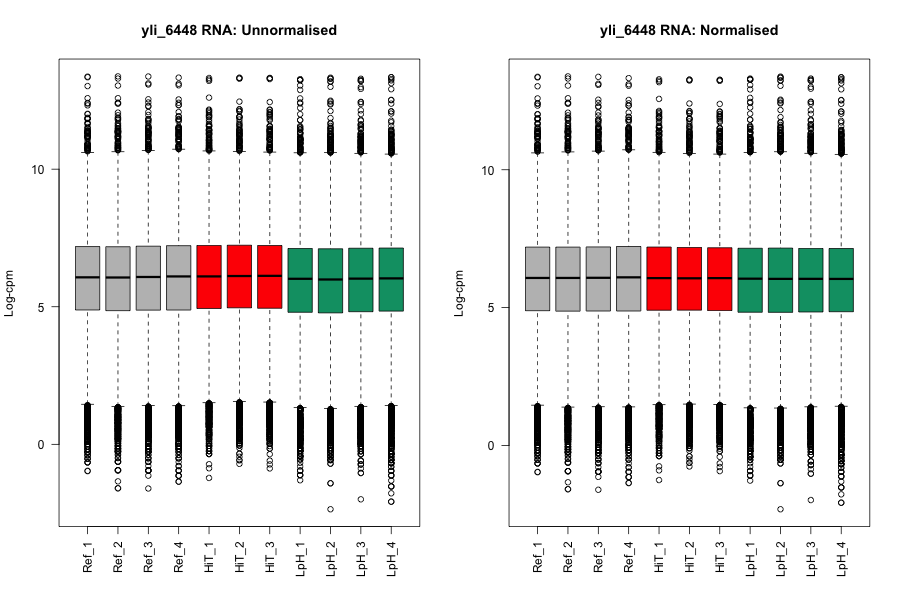 yli_6448 RNA: Unnormalised
Log-cpm
10
5
0
Ref_1
Ref_2
Ref_3
Ref_4
HiT_1
HiT_2
HiT_3
LpH_1
LpH_2
LpH_3
LpH_4
yli_6448 RNA: Normalised
Log-cpm
10
5
0
Ref_1
Ref_2
Ref_3
Ref_4
HiT_1
HiT_2
HiT_3
LpH_1
LpH_2
LpH_3
LpH_4